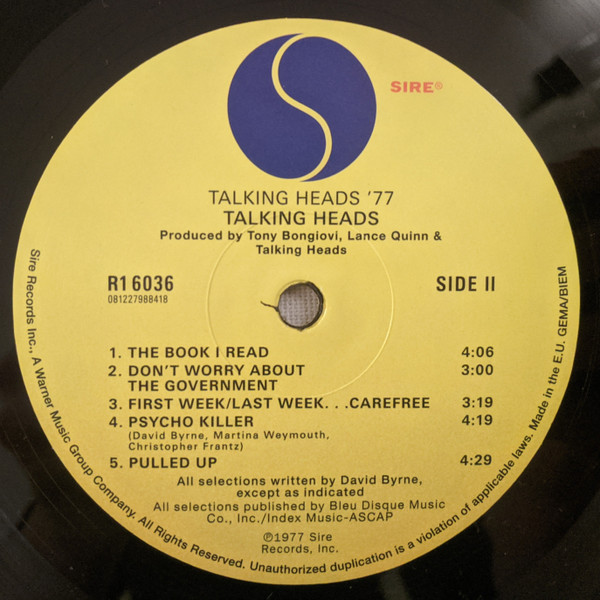 SIRE®
TALKING HEADS '77
TALKING HEADS
Produced by Tony Bongiovi, Lance Quinn &
Talking Heads
R1 6036
081227988418
SIDE II
1. THE BOOK I READ 4:06
2. DON'T WORRY ABOUT
THE GOVERNMENT 3:00
3. FIRST WEEK/LAST WEEK. . .CAREFREE 3:19
4. PSYCHO KILLER 4:19
(David Byrne, Martina Weymouth,
Christopher Frantz)
5. PULLED UP 4:29
All selections written by David Byrne,
except as indicated
All selections published by Bleu Disque Music
Co., Inc./Index Music-ASCAP
℗1977 Sire
Records, Inc.
Sire Records Inc., A Warner Music Group Company. All Rights Reserved. Unauthorized duplication is a violation of applicable laws. Made in the E.U. GEMA/BIEM